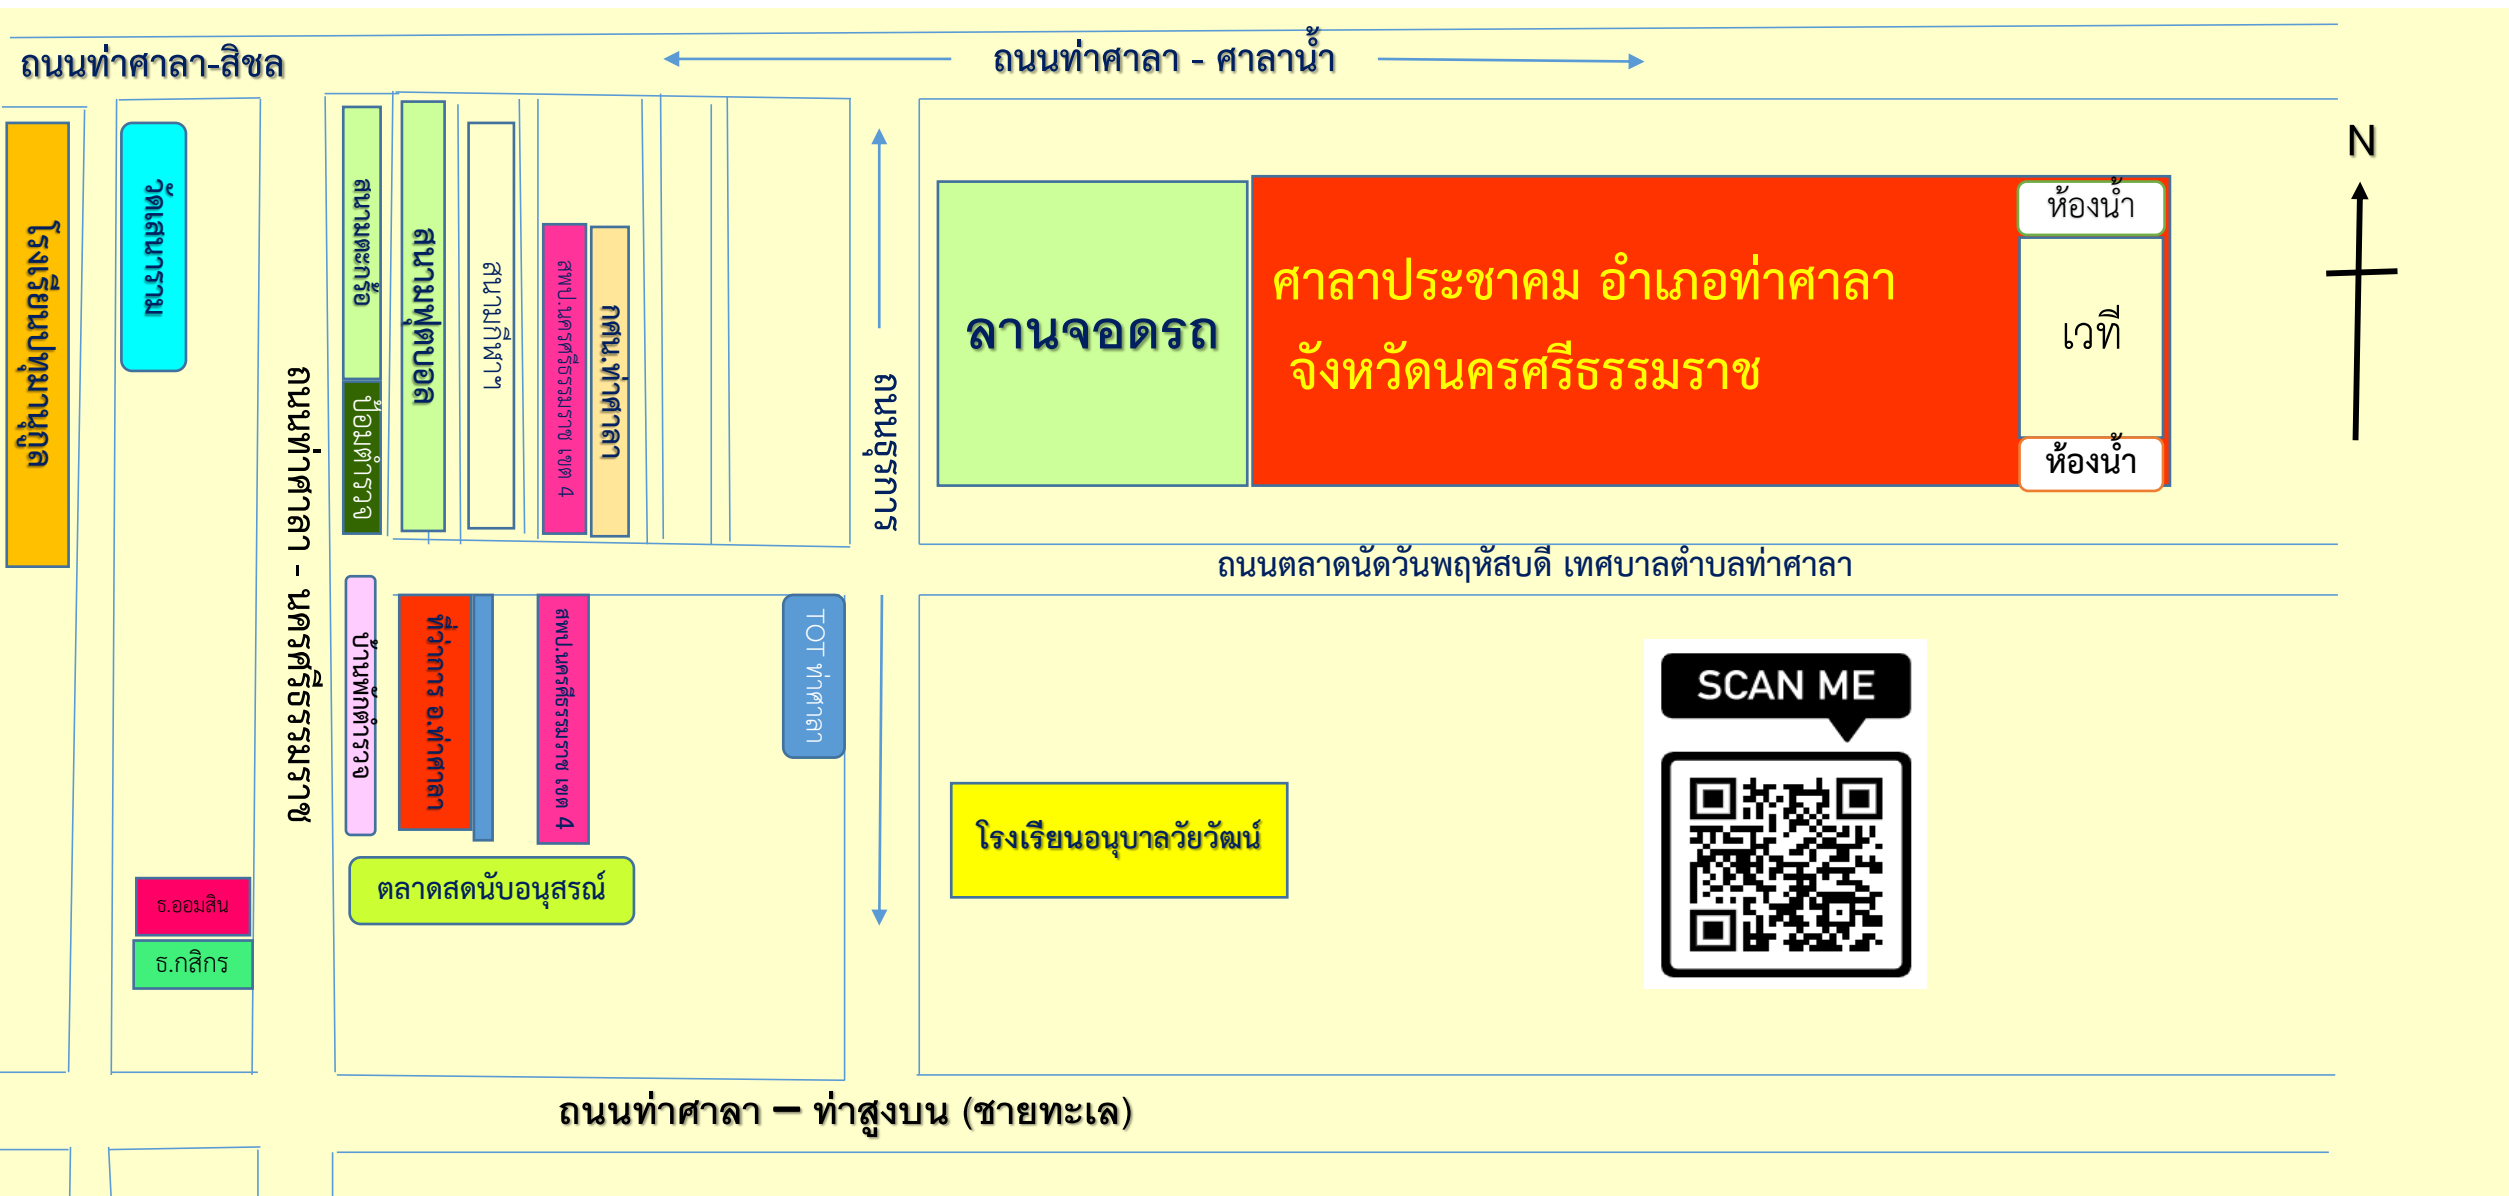 ถนนท่าศาลา-สิชล
ถนนท่าศาลา - ศาลาน้ำ
N
โรงเรียนปทุมานุกูล
วัดเสนาราม
ถนนท่าศาลา - นครศรีธรรมราช
สนามตะกร้อ
ป้อมตำรวจ
สนามฟุตบอล
สนามกีฬาฯ
สพป.นครศรีธรรมราช เขต 4
กศน.ท่าศาลา
ถนนธุรการ
ลานจอดรถ
ศาลาประชาคม อำเภอท่าศาลา
จังหวัดนครศรีธรรมราช
ห้องน้ำ
เวที
ห้องน้ำ
ถนนตลาดนัดวันพฤหัสบดี เทศบาลตำบลท่าศาลา
บ้านพักตำรวจ
ที่ว่าการ อ.ท่าศาลา
สพป.นครศรีธรรมราช เขต 4
TOT ท่าศาลา
ตลาดสดนับอนุสรณ์
โรงเรียนอนุบาลวัยวัฒน์
SCAN ME
ธ.ออมสิน
ธ.กสิกร
ถนนท่าศาลา – ท่าสูงบน (ชายทะเล)